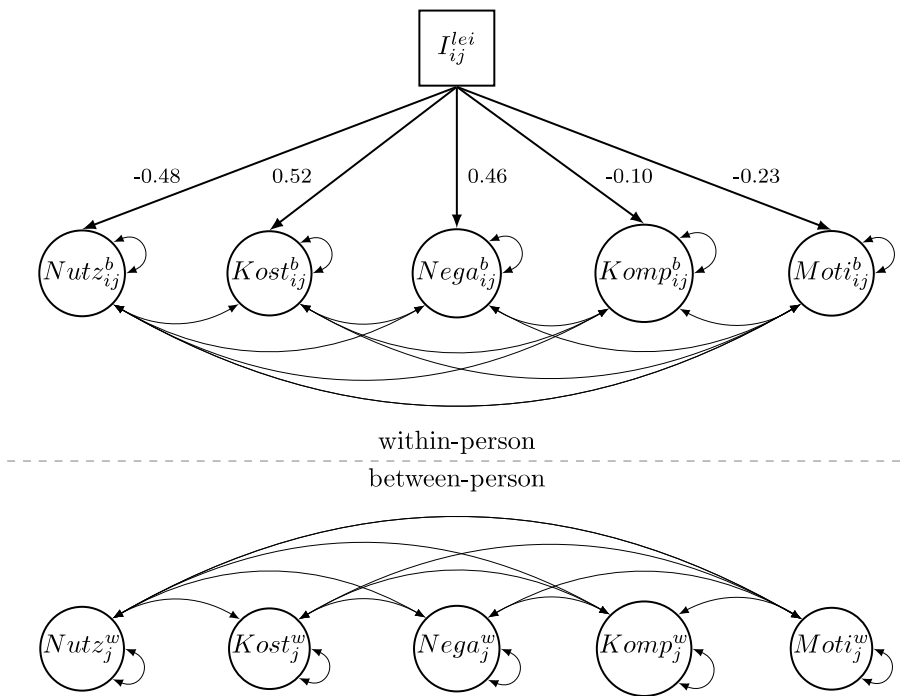 I_{ij}^{lei}
-0.48 0.52 0.46 -0.10 -0.23
Nutz_{ij}^{b} Kost_{ij}^{b} Nega_{ij}^{b} Komp_{ij}^{b} Moti_{ij}^{b}
within-person
between-person
Nutz_{j}^{w} Kost_{j}^{w} Nega_{j}^{w} Komp_{j}^{w} Moti_{j}^{w}